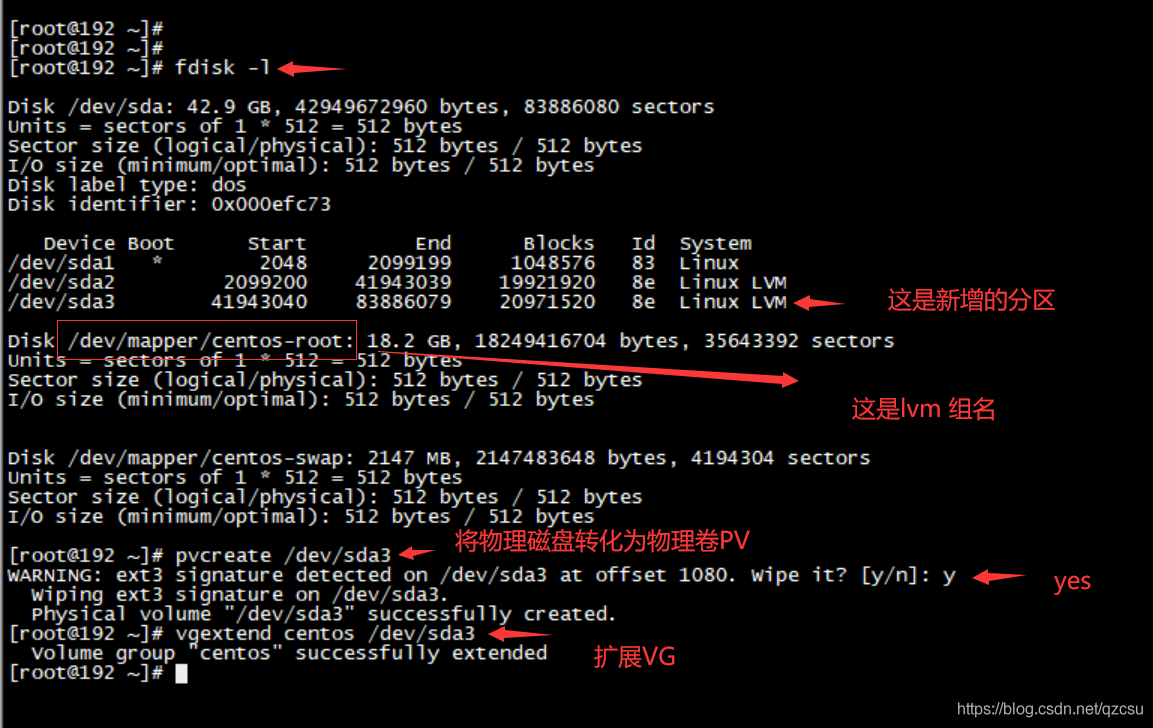 [root@192 ~]#
[root@192 ~]#
[root@192 ~]# fdisk -l
Disk /dev/sda: 42.9 GB, 42949672960 bytes, 83886080 sectors
Units = sectors of 1 * 512 = 512 bytes
Sector size (logical/physical): 512 bytes / 512 bytes
I/O size (minimum/optimal): 512 bytes / 512 bytes
Disk label type: dos
Disk identifier: 0x000efc73
Device Boot Start End Blocks Id System
/dev/sda1 * 2048 2099199 1048576 83 Linux
/dev/sda2 2099200 41943039 19921920 8e Linux LVM
/dev/sda3 41943040 83886079 20971520 8e Linux LVM 这是新增的分区
Disk /dev/mapper/centos-root: 18.2 GB, 18249416704 bytes, 35643392 sectors
Units = sectors of 1 * 512 = 512 bytes
Sector size (logical/physical): 512 bytes / 512 bytes
I/O size (minimum/optimal): 512 bytes / 512 bytes
这是lvm 组名
Disk /dev/mapper/centos-swap: 2147 MB, 2147483648 bytes, 4194304 sectors
Units = sectors of 1 * 512 = 512 bytes
Sector size (logical/physical): 512 bytes / 512 bytes
I/O size (minimum/optimal): 512 bytes / 512 bytes
[root@192 ~]# pvcreate /dev/sda3 将物理磁盘转化为物理卷PV
WARNING: ext3 signature detected on /dev/sda3 at offset 1080. Wipe it? [y/n]: y yes
Wiping ext3 signature on /dev/sda3.
Physical volume "/dev/sda3" successfully created.
[root@192 ~]# vgextend centos /dev/sda3
Volume group "centos" successfully extended 扩展VG
[root@192 ~]#
https://blog.csdn.net/qzcsu